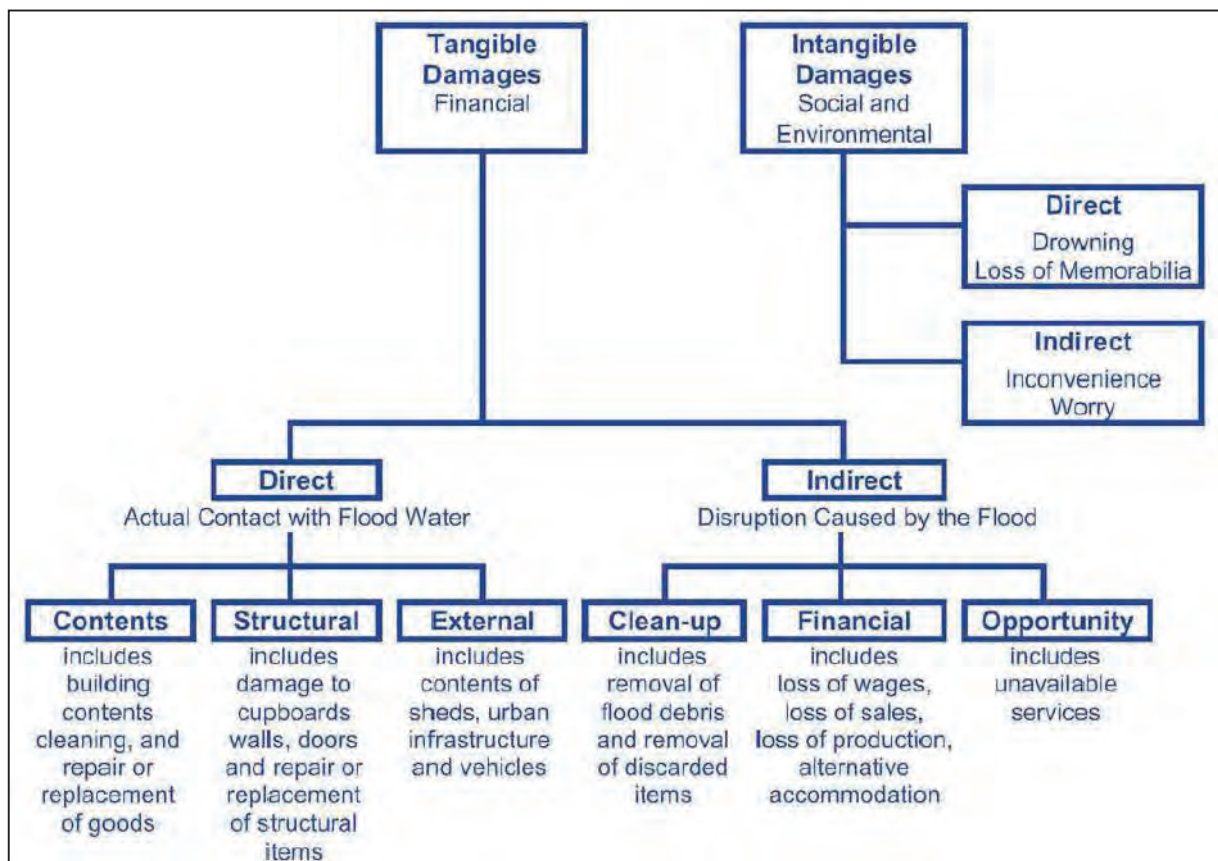 Tangible
Damages
Financial
Intangible
Damages
Social and
Environmental
Direct
Drowning
Loss of Memorabilia
Indirect
Inconvenience
Worry
Direct
Actual Contact with Flood Water
Indirect
Disruption Caused by the Flood
Contents
includes
building
contents
cleaning, and
repair or
replacement
of goods
Structural
includes
damage to
cupboards
walls, doors
and repair or
replacement
of structural
items
External
includes
contents of
sheds, urban
infrastructure
and vehicles
Clean-up
includes
removal of
flood debris
and removal
of discarded
items
Financial
includes
loss of wages,
loss of sales,
loss of production,
alternative
accommodation
Opportunity
includes
unavailable
services